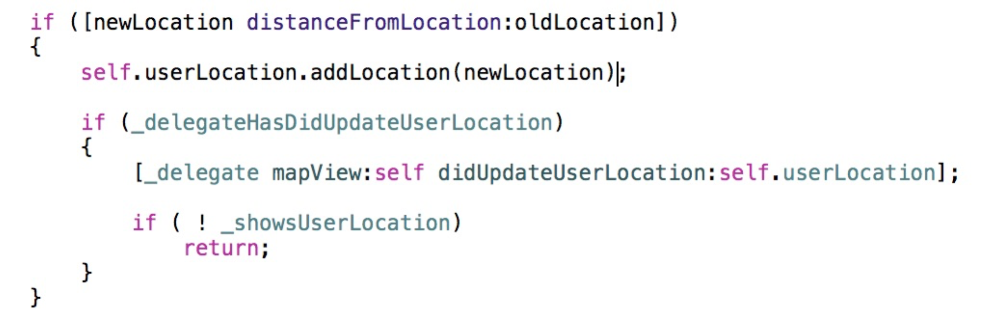 if ([newLocation distanceFromLocation:oldLocation])
{
    self.userLocation.addLocation(newLocation);

    if (_delegateHasDidUpdateUserLocation)
    {
        [_delegate mapView:self didUpdateUserLocation:self.userLocation];

        if ( ! _showsUserLocation)
            return;
    }
}